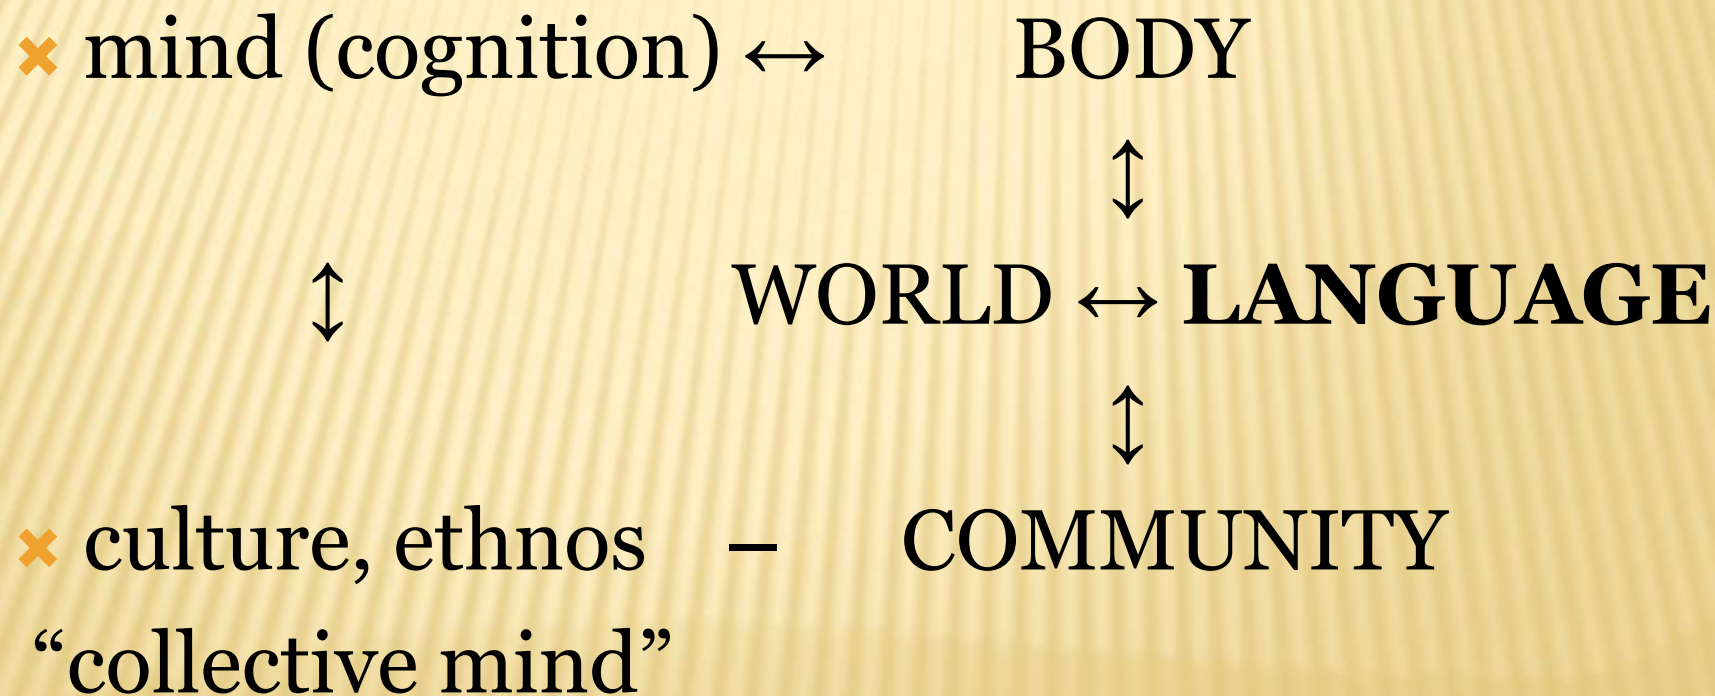 mind (cognition) ↔ BODY
↕
↕ WORLD ↔ LANGUAGE
↕
culture, ethnos – COMMUNITY
“collective mind”